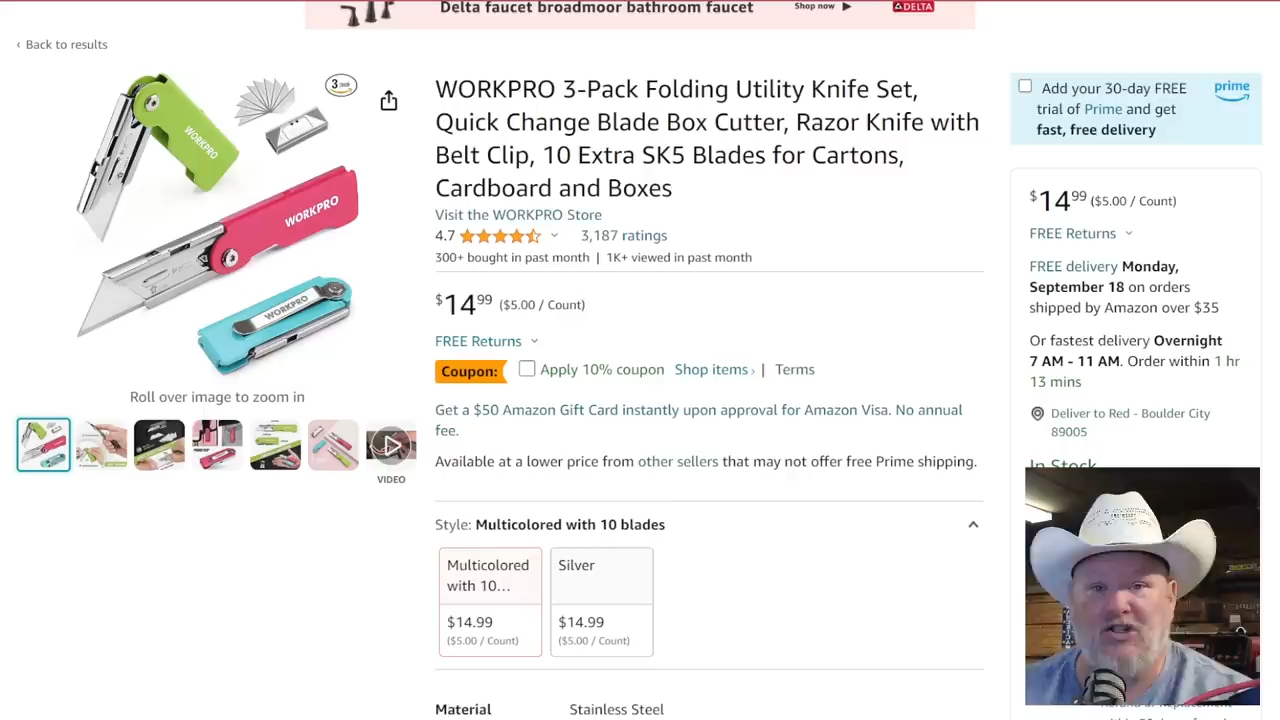 Delta faucet broadmoor bathroom faucet
Shop now
DELTA
‹ Back to results
3
WORKPRO
WORKPRO
WORKPRO
Roll over image to zoom in
VIDEO
WORKPRO 3-Pack Folding Utility Knife Set,
Quick Change Blade Box Cutter, Razor Knife with
Belt Clip, 10 Extra SK5 Blades for Cartons,
Cardboard and Boxes
Visit the WORKPRO Store
4.7
3,187 ratings
300+ bought in past month | 1K+ viewed in past month
$14 99 ($5.00 / Count)
FREE Returns
Coupon: Apply 10% coupon Shop items › | Terms
Get a $50 Amazon Gift Card instantly upon approval for Amazon Visa. No annual
fee.
Available at a lower price from other sellers that may not offer free Prime shipping.
Style: Multicolored with 10 blades
Multicolored
with 10...
$14.99
($5.00 / Count)
Silver
$14.99
($5.00 / Count)
Material Stainless Steel
Add your 30-day FREE
trial of Prime and get
fast, free delivery
prime
$14 99 ($5.00 / Count)
FREE Returns
FREE delivery Monday,
September 18 on orders
shipped by Amazon over $35
Or fastest delivery Overnight
7 AM - 11 AM. Order within 1 hr
13 mins
Deliver to Red - Boulder City
89005
In Stock